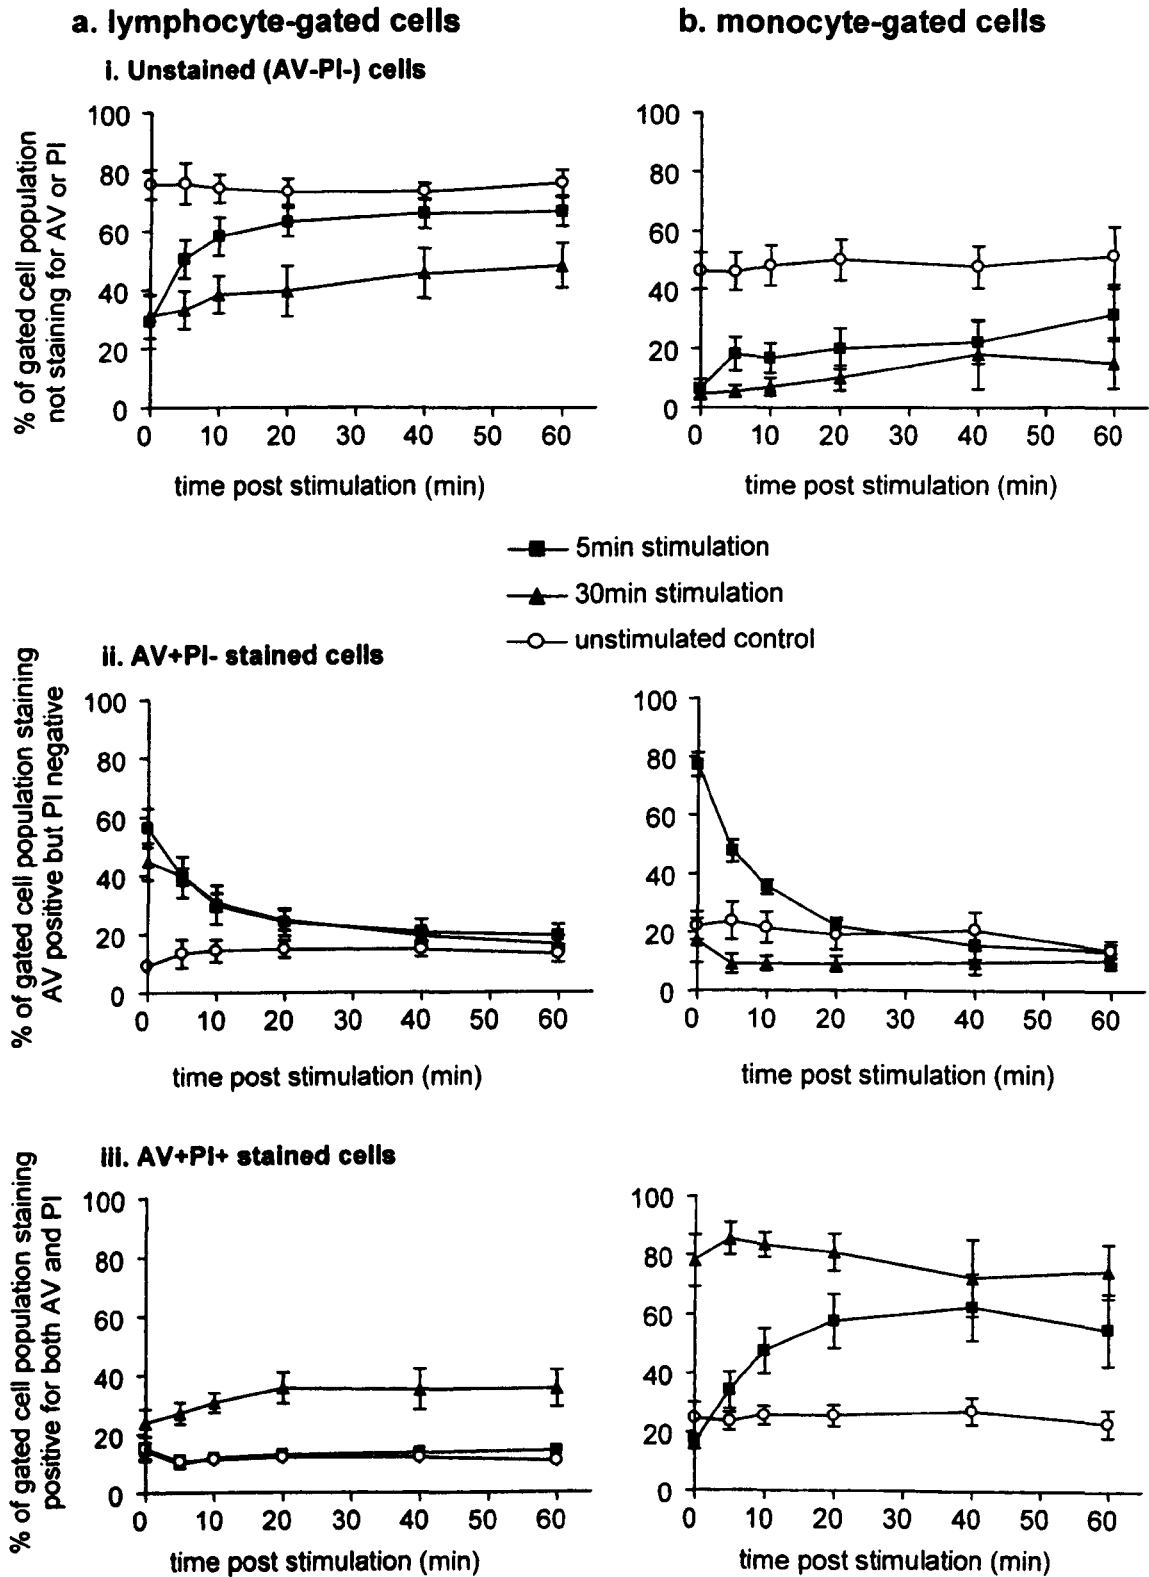 a. lymphocyte-gated cells
b. monocyte-gated cells
i. Unstained (AV-PI-) cells
% of gated cell population
not staining for AV or PI
100
80
60
40
20
0
0 10 20 30 40 50 60
time post stimulation (min)
100
80
60
40
20
0
0 10 20 30 40 50 60
time post stimulation (min)
5min stimulation
30min stimulation
unstimulated control
ii. AV+PI- stained cells
% of gated cell population staining
AV positive but PI negative
100
80
60
40
20
0
0 10 20 30 40 50 60
time post stimulation (min)
100
80
60
40
20
0
0 10 20 30 40 50 60
time post stimulation (min)
iii. AV+PI+ stained cells
% of gated cell population staining
positive for both AV and PI
100
80
60
40
20
0
0 10 20 30 40 50 60
time post stimulation (min)
100
80
60
40
20
0
0 10 20 30 40 50 60
time post stimulation (min)